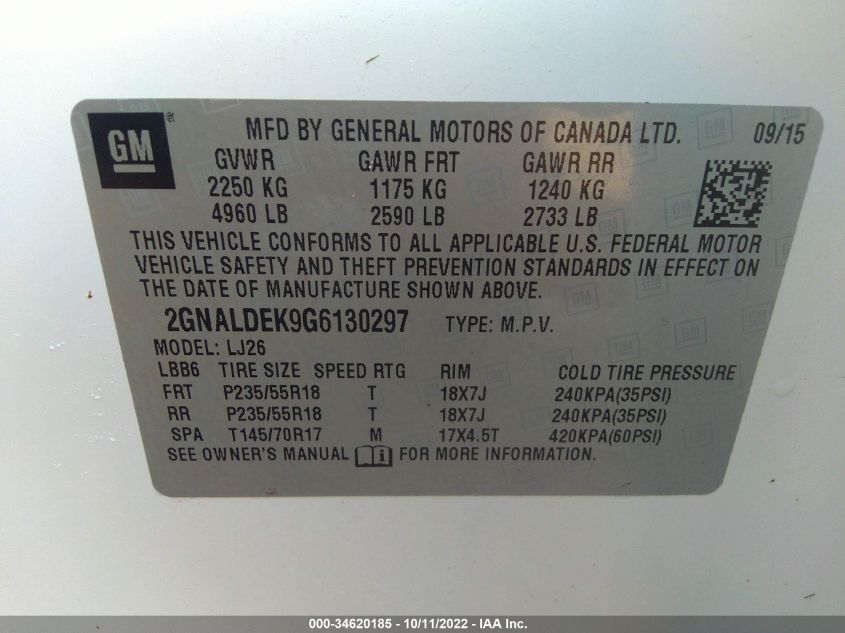 GM
MFD BY GENERAL MOTORS OF CANADA LTD. 09/15
GVWR GAWR FRT GAWR RR
2250 KG 1175 KG 1240 KG
4960 LB 2590 LB 2733 LB
THIS VEHICLE CONFORMS TO ALL APPLICABLE U.S. FEDERAL MOTOR
VEHICLE SAFETY AND THEFT PREVENTION STANDARDS IN EFFECT ON
THE DATE OF MANUFACTURE SHOWN ABOVE.
2GNALDEK9G6130297 TYPE: M.P.V.
MODEL: LJ26
LBB6 TIRE SIZE SPEED RTG RIM COLD TIRE PRESSURE
FRT P235/55R18 T 18X7J 240KPA(35PSI)
RR P235/55R18 T 18X7J 240KPA(35PSI)
SPA T145/70R17 M 17X4.5T 420KPA(60PSI)
SEE OWNER'S MANUAL FOR MORE INFORMATION.
000-34620185 - 10/11/2022 - IAA Inc.